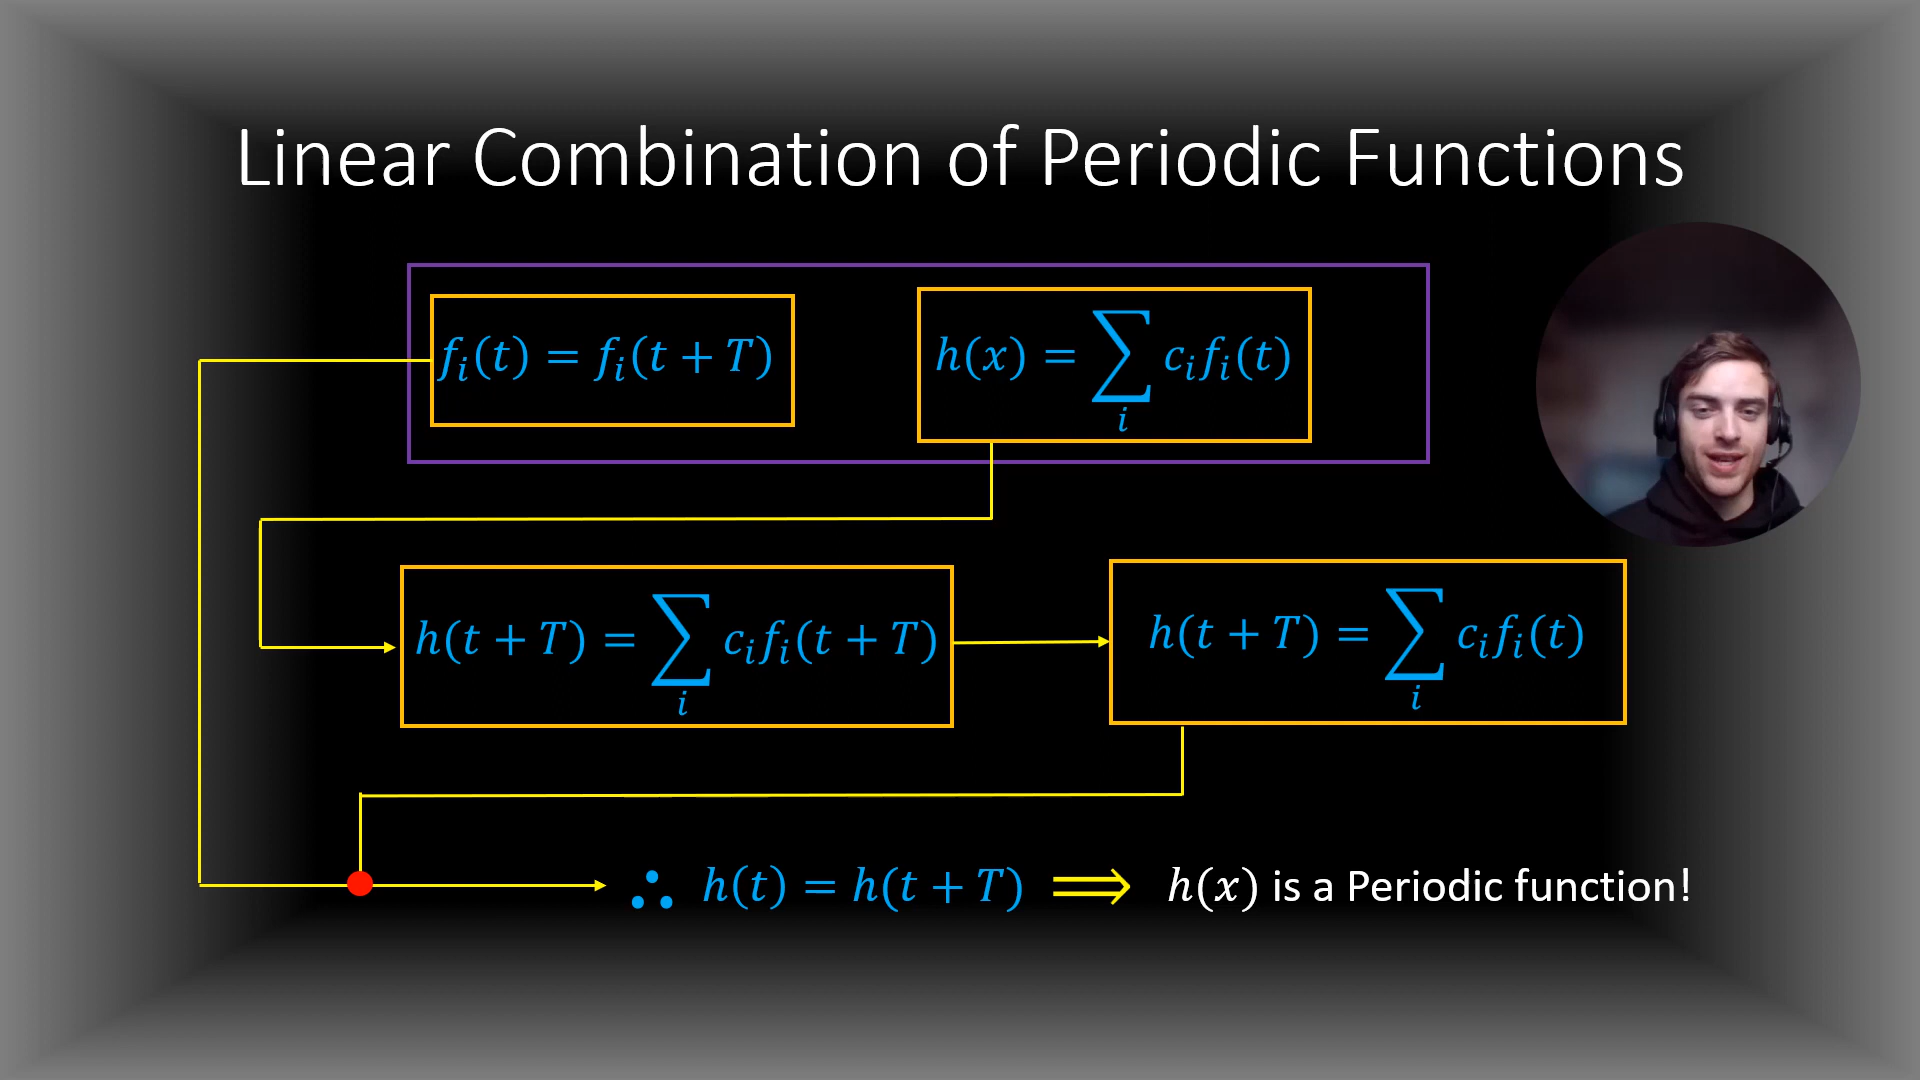 Linear Combination of Periodic Functions
fᵢ(t) = fᵢ(t + T)
h(x) = ∑ᵢ cᵢfᵢ(t)
h(t + T) = ∑ᵢ cᵢfᵢ(t + T)
h(t + T) = ∑ᵢ cᵢfᵢ(t)
∴ h(t) = h(t + T) ⟹ h(x) is a Periodic function!